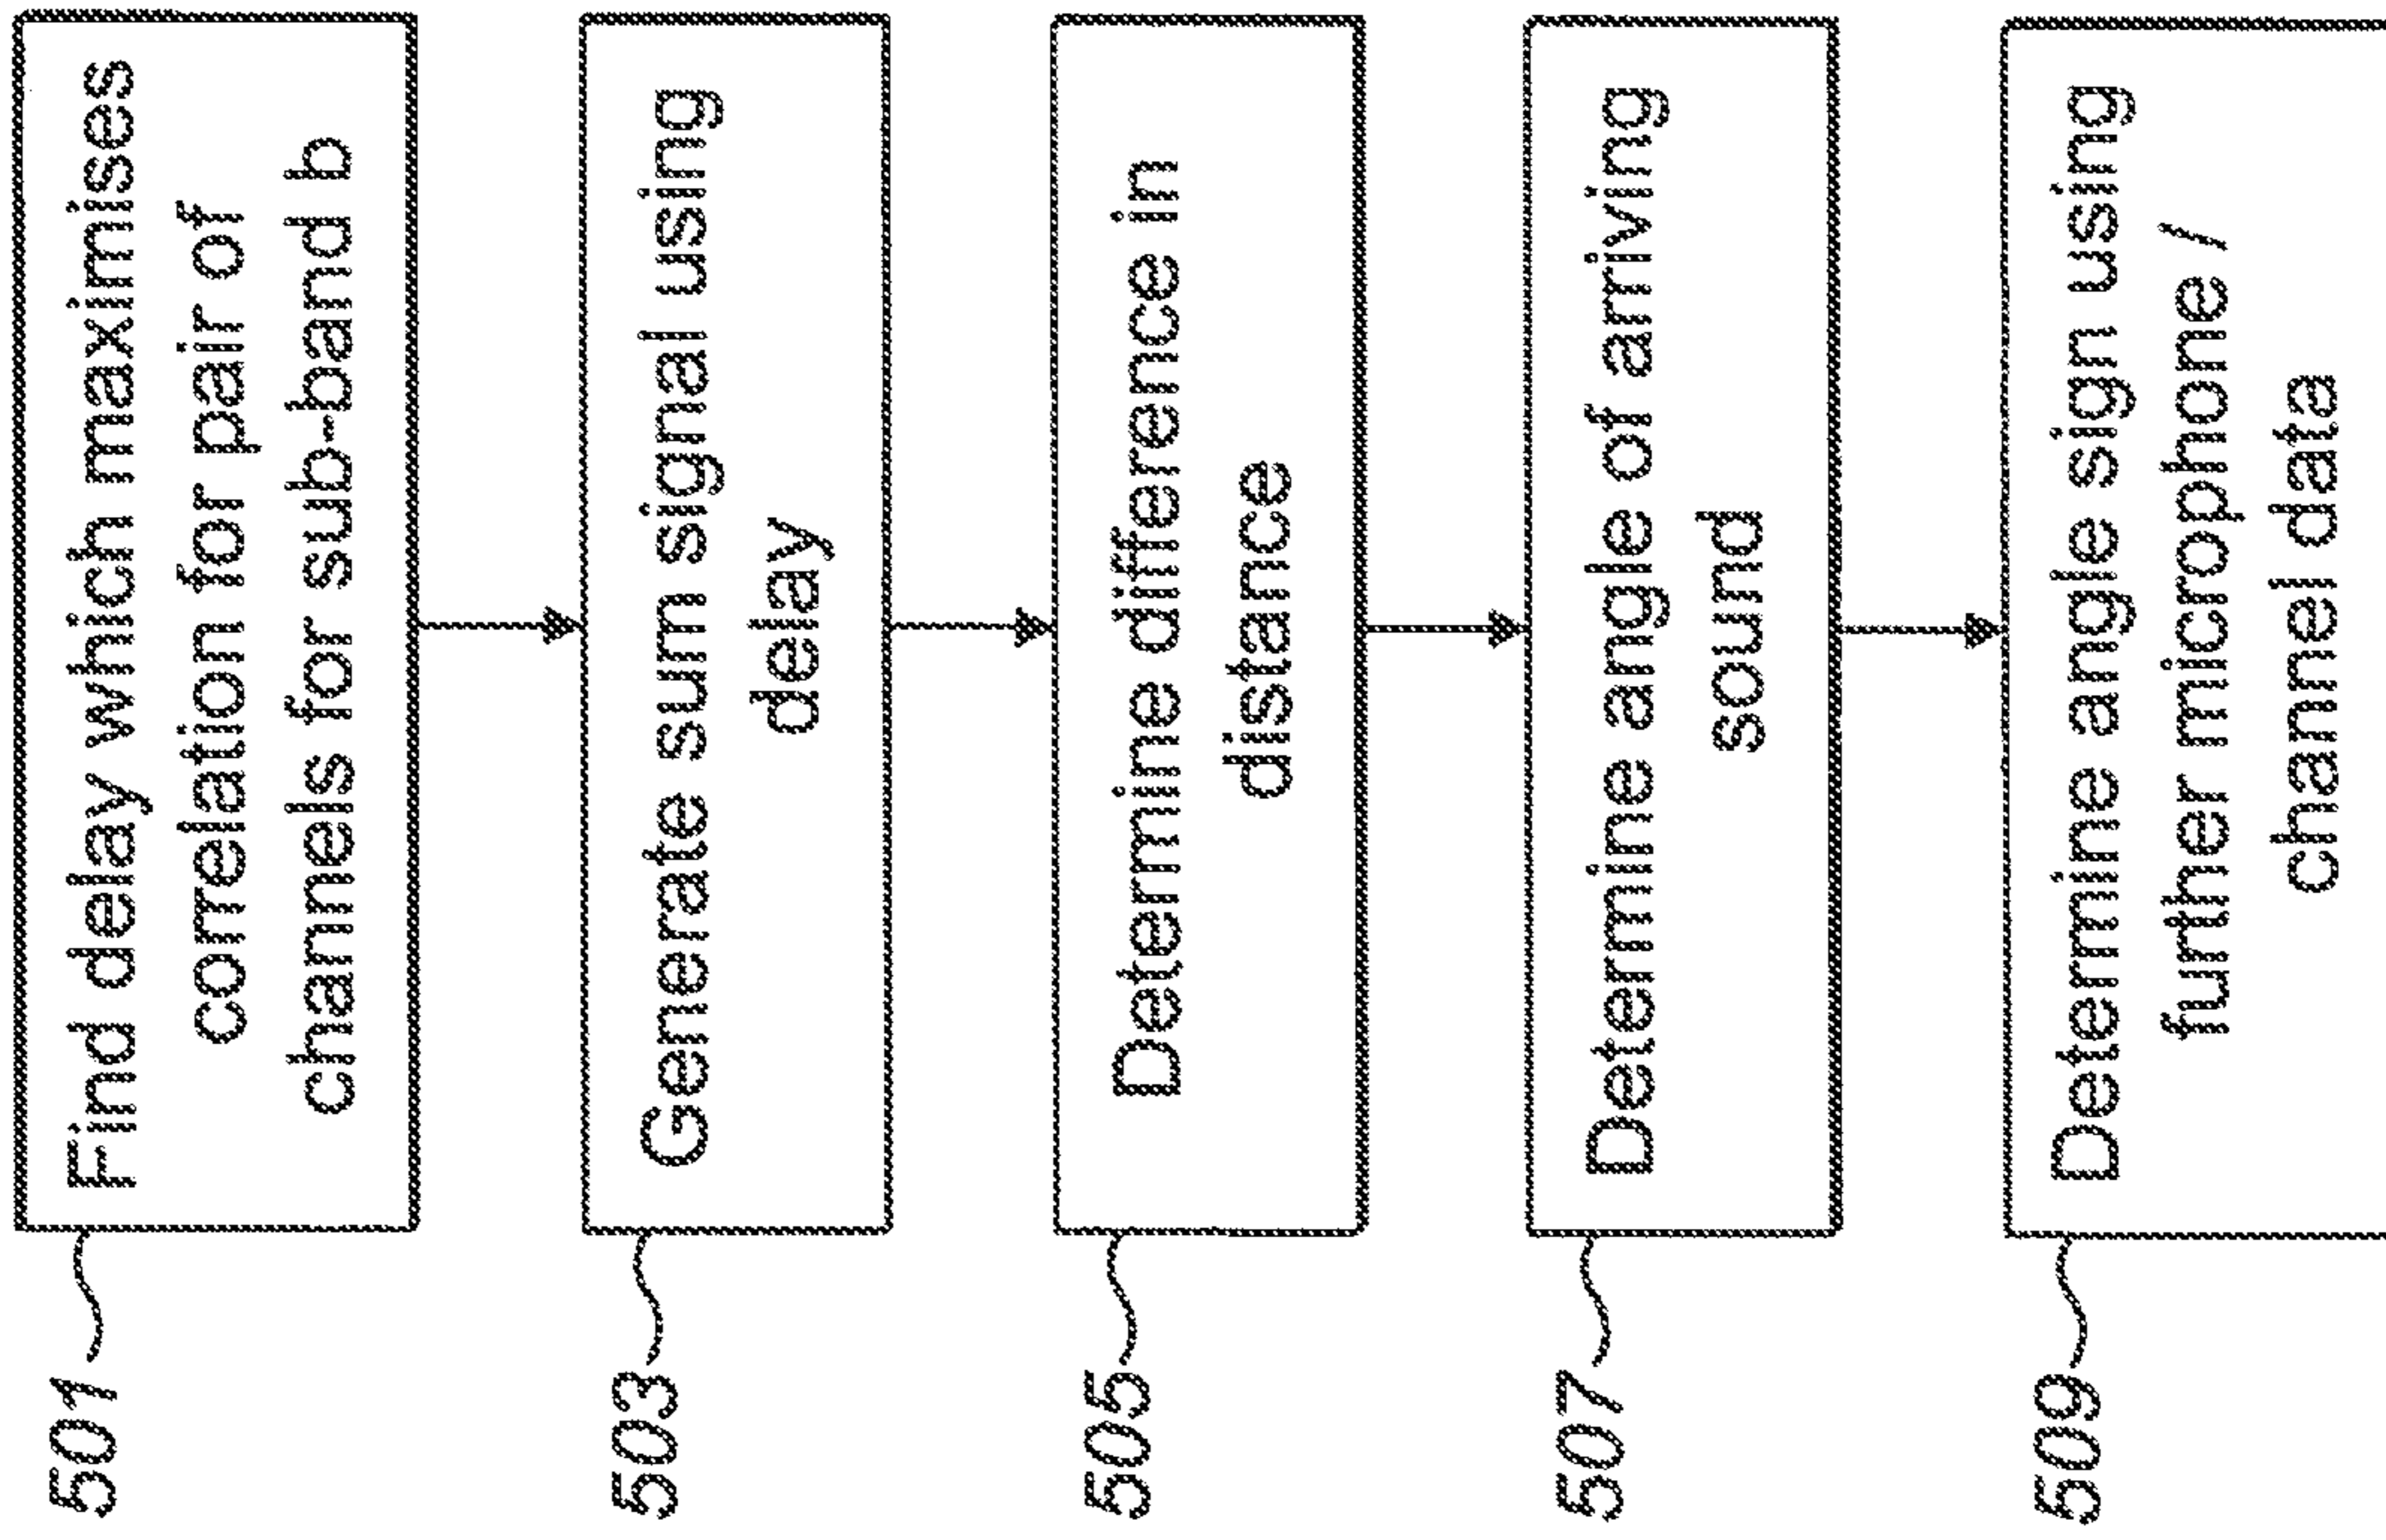 501
Find delay which maximises
correlation for pair of
channels for sub-band b
503
Generate sum signal using
delay
505
Determine difference in
distance
507
Determine angle of arriving
sound
509
Determine angle sign using
further microphone /
channel data